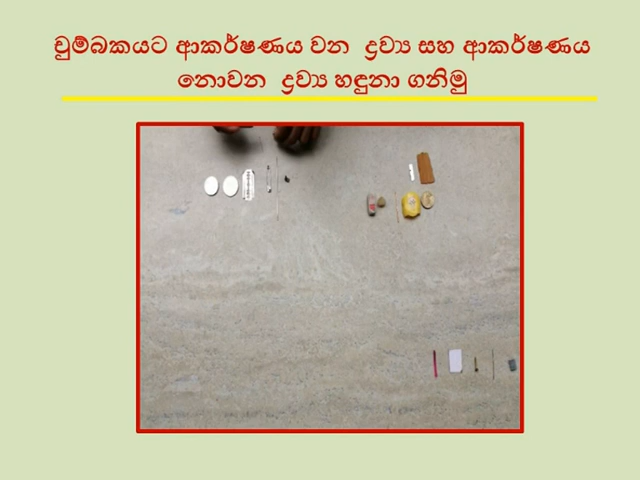 චුම්බකයට ආකර්ෂණය වන ද්‍රව්‍ය සහ ආකර්ෂණය
නොවන ද්‍රව්‍ය හඳුනා ගනිමු